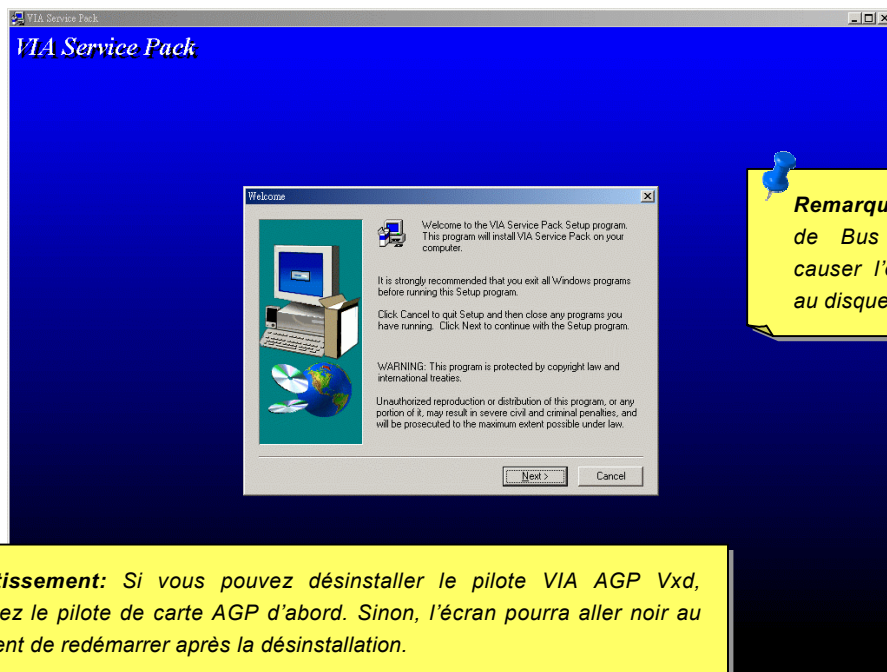 VIA Service Pack
VIA Service Pack
Welcome
Welcome to the VIA Service Pack Setup program.
This program will install VIA Service Pack on your
computer.
It is strongly recommended that you exit all Windows programs
before running this Setup program.
Click Cancel to quit Setup and then close any programs you
have running. Click Next to continue with the Setup program.
WARNING: This program is protected by copyright law and
international treaties.
Unauthorized reproduction or distribution of this program, or any
portion of it, may result in severe civil and criminal penalties, and
will be prosecuted to the maximum extent possible under law.
Next >
Cancel
Remarqu
de Bus
causer l'
au disque
tissement: Si vous pouvez désinstaller le pilote VIA AGP Vxd,
ez le pilote de carte AGP d'abord. Sinon, l'écran pourra aller noir au
ent de redémarrer après la désinstallation.